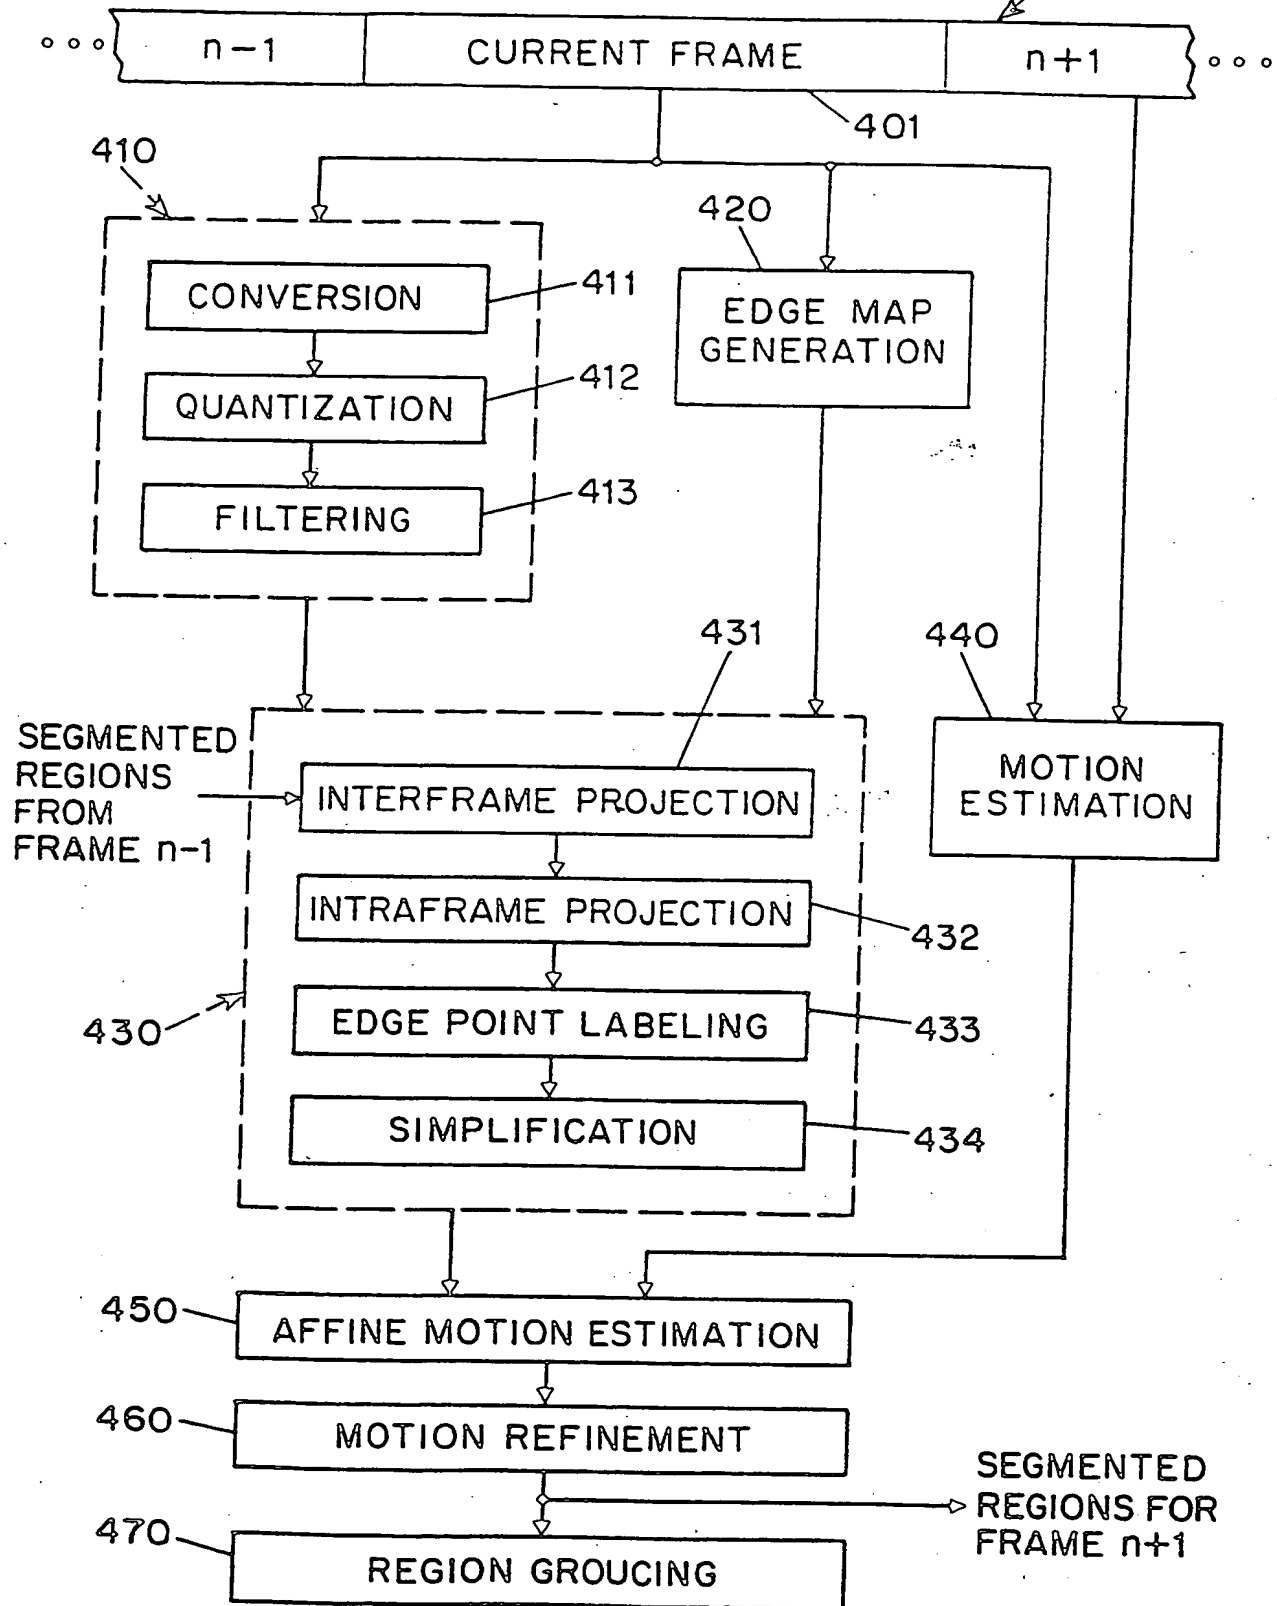 n-1 CURRENT FRAME n+1
401
410
420
CONVERSION
411
EDGE MAP
GENERATION
QUANTIZATION
412
FILTERING
413
431
440
SEGMENTED
REGIONS
FROM
FRAME n-1
INTERFRAME PROJECTION
MOTION
ESTIMATION
INTRAFRAME PROJECTION
432
430
EDGE POINT LABELING
433
SIMPLIFICATION
434
450
AFFINE MOTION ESTIMATION
460
MOTION REFINEMENT
SEGMENTED
REGIONS FOR
FRAME n+1
470
REGION GROUCING